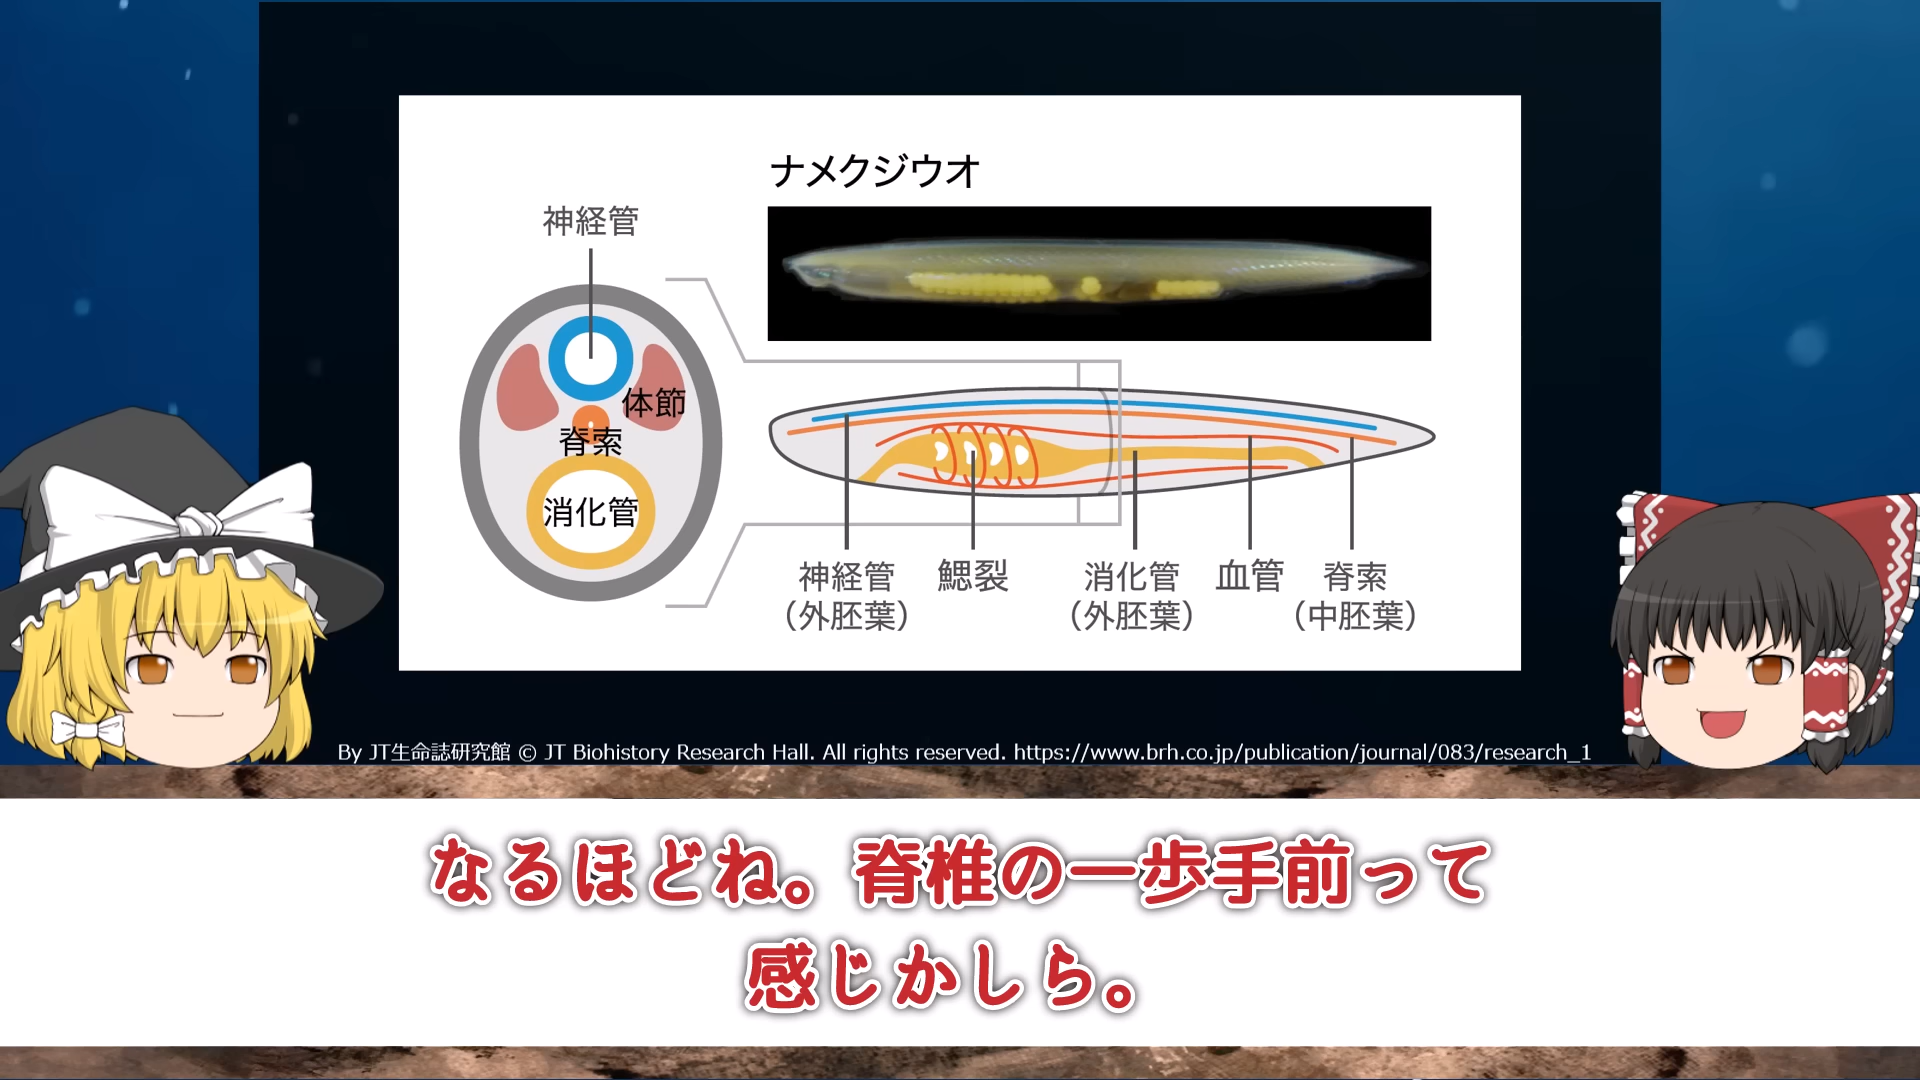 ナメクジウオ
神経管
体節
脊索
消化管
神経管
（外胚葉）
鰓裂
消化管
（外胚葉）
血管
脊索
（中胚葉）
By JT生命誌研究館 © JT Biohistory Research Hall. All rights reserved. https://www.brh.co.jp/publication/journal/083/research_1
なるほどね。脊椎の一歩手前って
感じかしら。